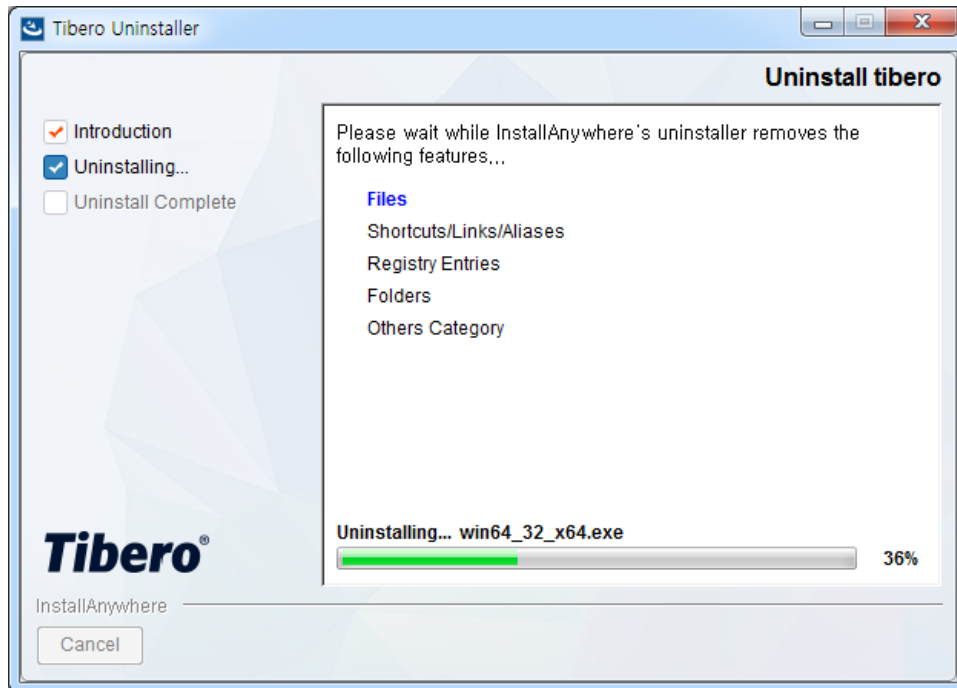 Tibero Uninstaller
Uninstall tibero
Introduction
Uninstalling...
Uninstall Complete
Please wait while InstallAnywhere's uninstaller removes the
following features...
Files
Shortcuts/Links/Aliases
Registry Entries
Folders
Others Category
Uninstalling... win64_32_x64.exe
36%
Tibero®
InstallAnywhere
Cancel